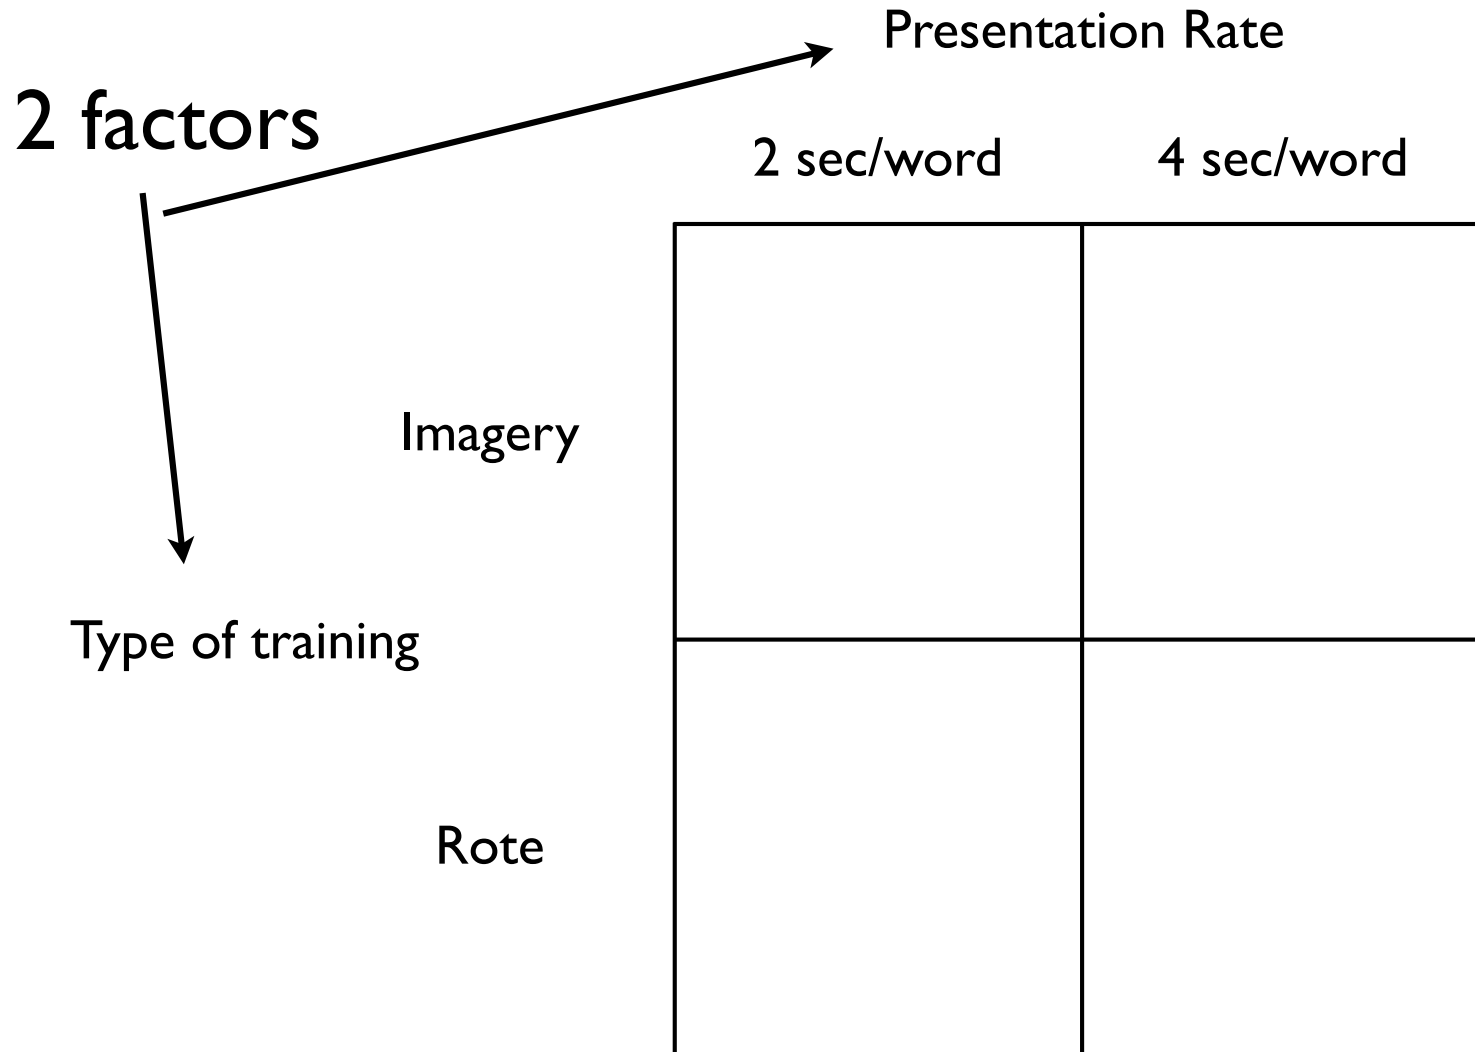 Presentation Rate
2 factors
2 sec/word 4 sec/word
Imagery
Type of training
Rote